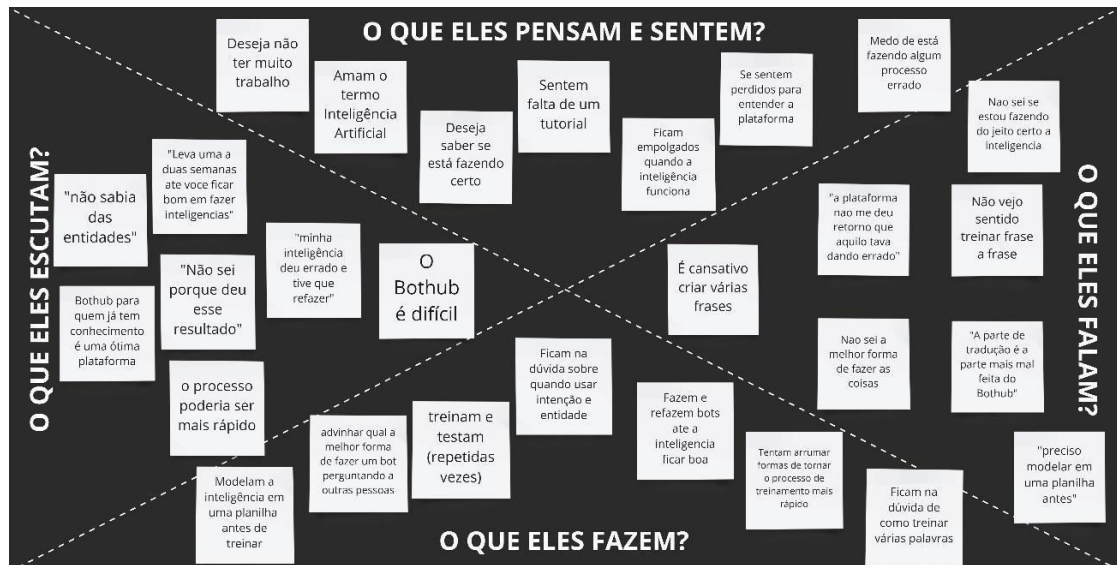 O QUE ELES PENSAM E SENTEM?
Deseja não
ter muito
trabalho
Amam o
termo
Inteligência
Artificial
Deseja
saber se
está fazendo
certo
Sentem
falta de um
tutorial
Ficam
empolgados
quando a
inteligência
funciona
Se sentem
perdidos para
entender a
plataforma
Medo de está
fazendo algum
processo
errado
O QUE ELES ESCUTAM?
"não sabia
das
entidades"
"Leva uma a
duas semanas
ate voce ficar
bom em fazer
inteligencias"
Bothub para
quem já tem
conhecimento
é uma ótima
plataforma
"Não sei
porque deu
esse
resultado"
"minha
inteligência
deu errado e
tive que
refazer"
O
Bothub
é difícil
o processo
poderia ser
mais rápido
O QUE ELES FALAM?
Nao sei se
estou fazendo
do jeito certo a
inteligencia
"a plataforma
nao me deu
retorno que
aquilo tava
dando errado"
Não vejo
sentido
treinar frase
a frase
É cansativo
criar várias
frases
Nao sei a
melhor forma
de fazer as
coisas
"A parte de
tradução é a
parte mais mal
feita do
Bothub"
"preciso
modelar em
uma planilha
antes"
O QUE ELES FAZEM?
Modelam a
inteligência em
uma planilha
antes de
treinar
advinhar qual a
melhor forma
de fazer um bot
perguntando a
outras pessoas
treinam e
testam
(repetidas
vezes)
Ficam na
dúvida sobre
quando usar
intenção e
entidade
Fazem e
refazem bots
ate a
inteligencia
ficar boa
Tentam arrumar
formas de tornar
o processo de
treinamento mais
rápido
Ficam na
dúvida de
como treinar
várias palavras